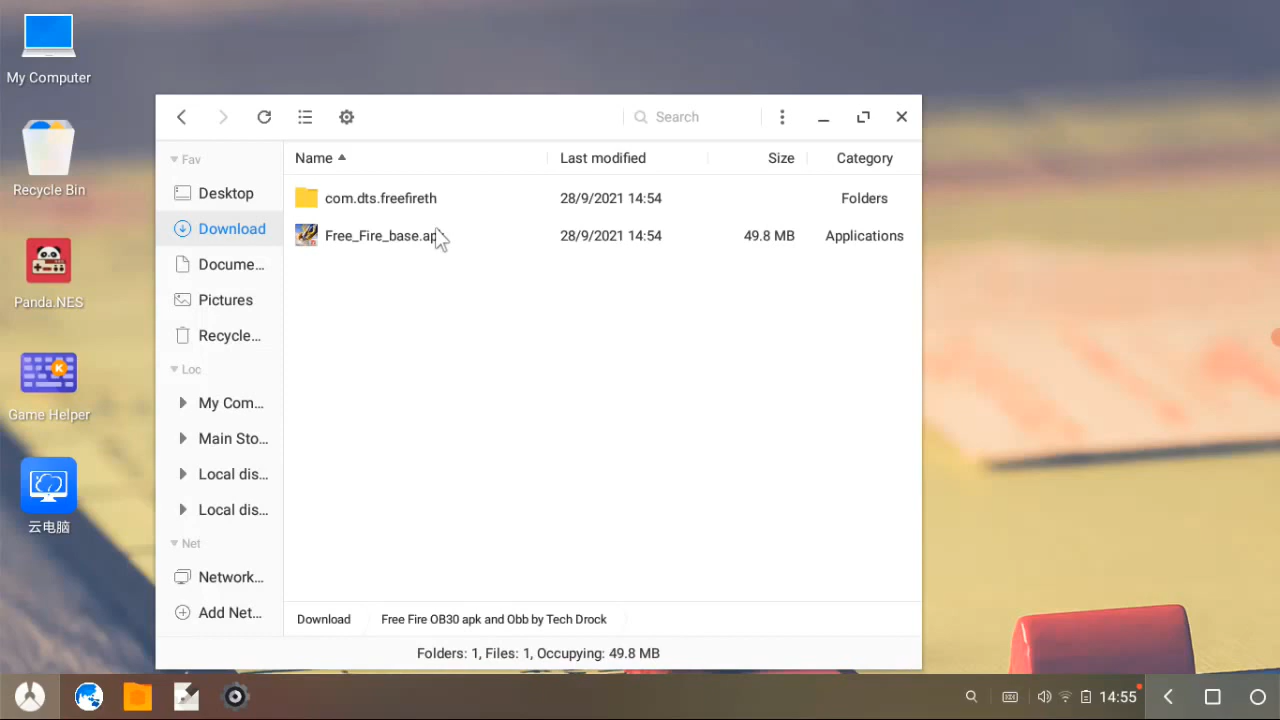 My Computer
Recycle Bin
Panda.NES
Game Helper
云电脑
Search
Fav
Desktop
Download
Docume...
Pictures
Recycle...
Loc
My Com...
Main Sto...
Local dis...
Local dis...
Net
Network...
Add Net...
Name Last modified Size Category
com.dts.freefireth 28/9/2021 14:54 Folders
Free_Fire_base.ap 28/9/2021 14:54 49.8 MB Applications
Download Free Fire OB30 apk and Obb by Tech Drock
Folders: 1, Files: 1, Occupying: 49.8 MB
14:55